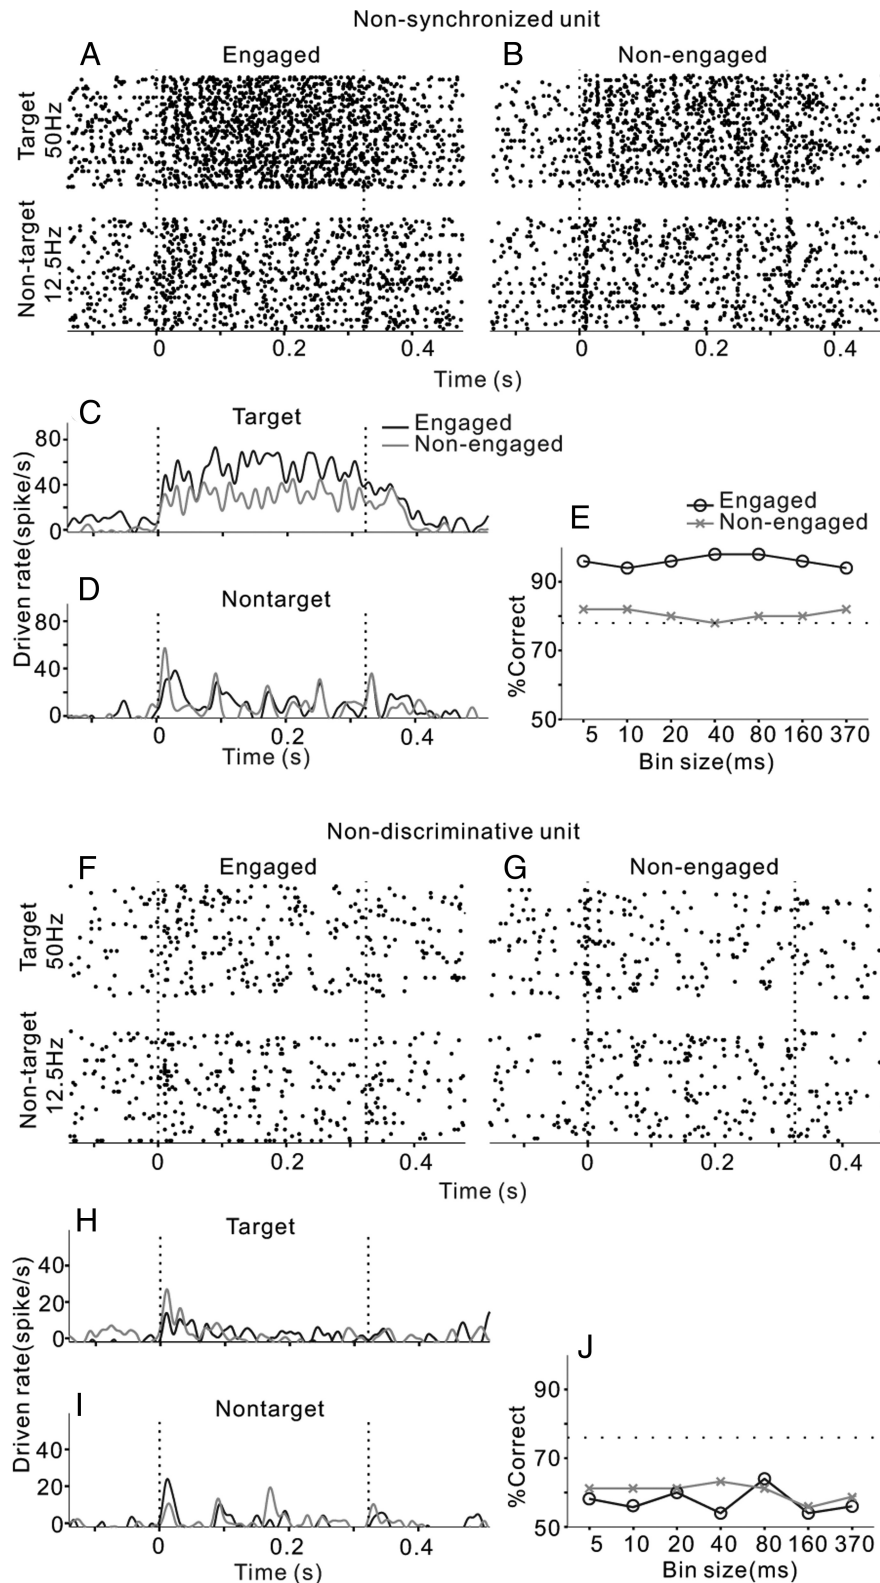 Non-synchronized unit
A
Engaged
B
Non-engaged
Target
50Hz
Non-target
12.5Hz
0 0.2 0.4
0 0.2 0.4
Time (s)
C
Target
Engaged
Non-engaged
80
40
0
D
Nontarget
80
40
0
Driven rate(spike/s)
0 0.2 0.4
Time (s)
E
Engaged
Non-engaged
90
70
50
%Correct
5 10 20 40 80 160 370
Bin size(ms)
Non-discriminative unit
F
Engaged
G
Non-engaged
Target
50Hz
Non-target
12.5Hz
0 0.2 0.4
0 0.2 0.4
Time (s)
H
Target
40
20
0
I
Nontarget
40
20
0
Driven rate(spike/s)
0 0.2 0.4
Time (s)
J
90
70
50
%Correct
5 10 20 40 80 160 370
Bin size(ms)